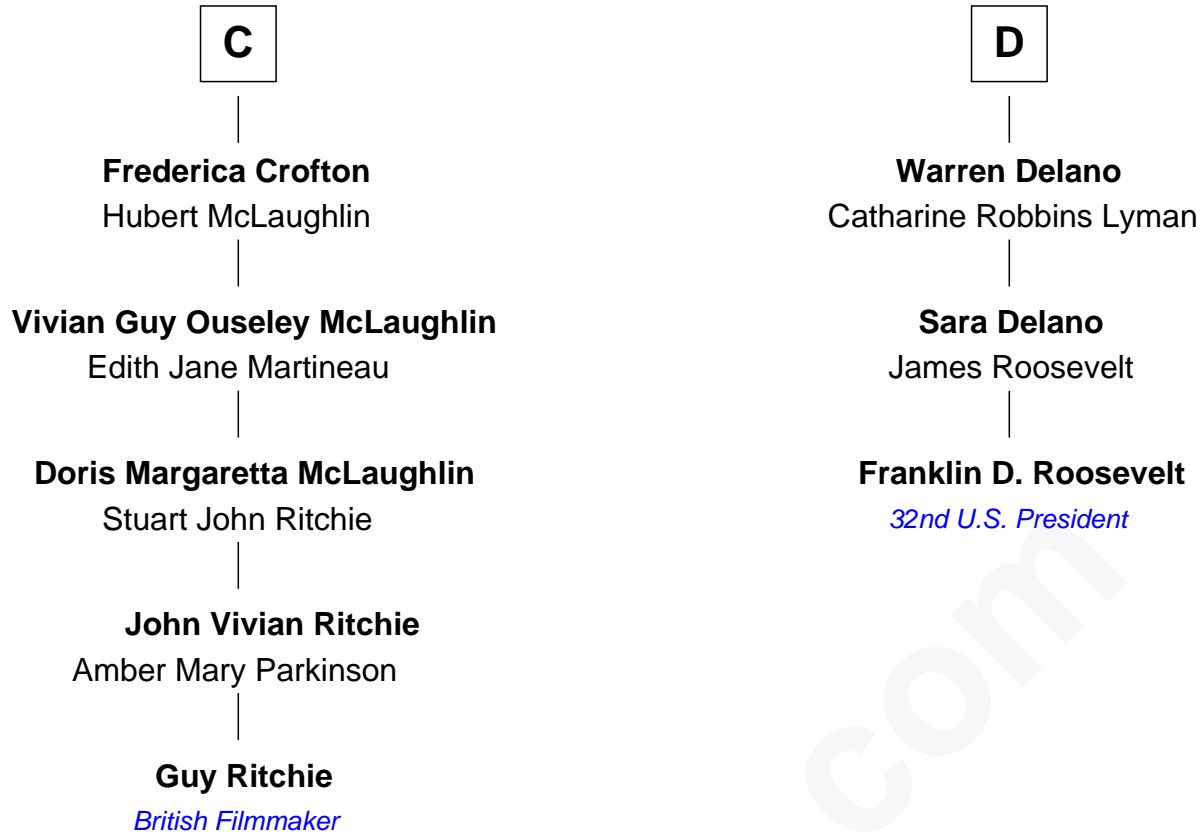 C
Frederica Crofton
Hubert McLaughlin
Vivian Guy Ouseley McLaughlin
Edith Jane Martineau
Doris Margaretta McLaughlin
Stuart John Ritchie
John Vivian Ritchie
Amber Mary Parkinson
Guy Ritchie
British Filmmaker
D
Warren Delano
Catharine Robbins Lyman
Sara Delano
James Roosevelt
Franklin D. Roosevelt
32nd U.S. President
com